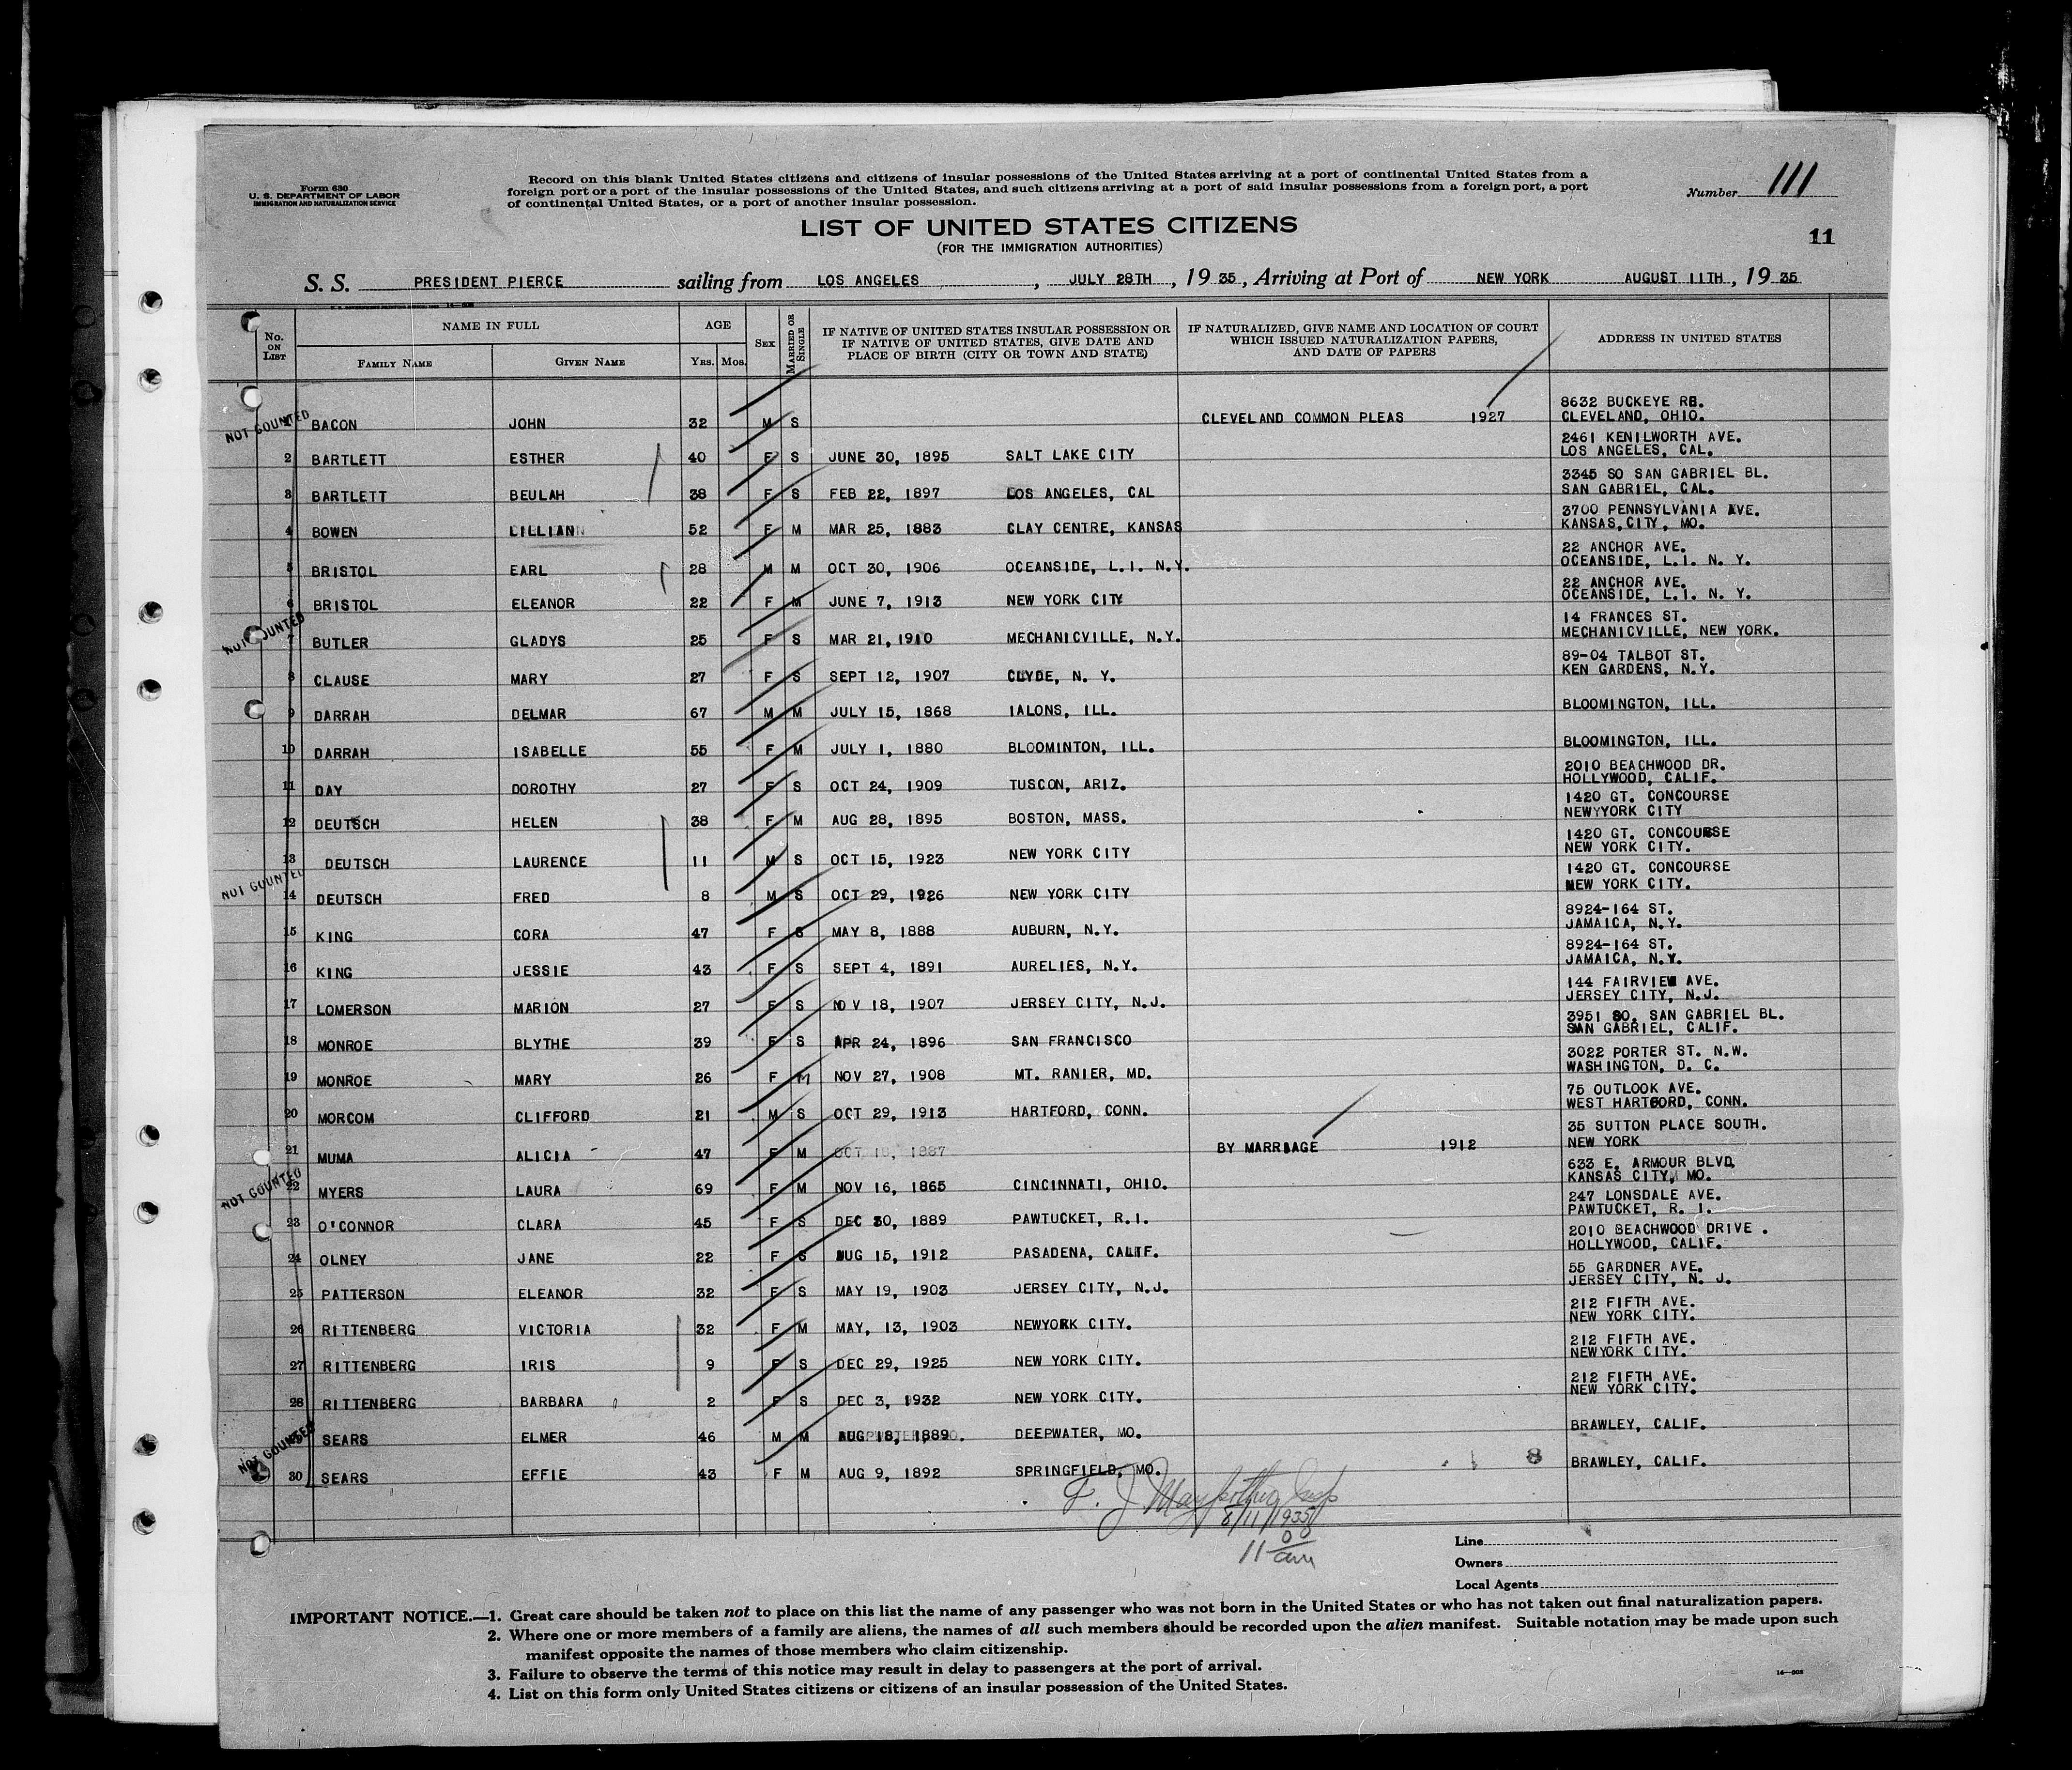 Form 630
U. S. DEPARTMENT OF LABOR
IMMIGRATION AND NATURALIZATION SERVICE
Record on this blank United States citizens and citizens of insular possessions of the United States arriving at a port of continental United States from a
foreign port or a port of the insular possessions of the United States, and such citizens arriving at a port of said insular possessions from a foreign port, a port
of continental United States, or a port of another insular possession.
Number 111
LIST OF UNITED STATES CITIZENS
(FOR THE IMMIGRATION AUTHORITIES)
11
S. S. PRESIDENT PIERCE sailing from LOS ANGELES , JULY 28TH , 19 35 , Arriving at Port of NEW YORK AUGUST 11TH , 19 35
No. ON LIST
NAME IN FULL
FAMILY NAME
GIVEN NAME
AGE
YRS. MOS.
SEX
MARRIED OR SINGLE
IF NATIVE OF UNITED STATES INSULAR POSSESSION OR
IF NATIVE OF UNITED STATES, GIVE DATE AND
PLACE OF BIRTH (CITY OR TOWN AND STATE)
IF NATURALIZED, GIVE NAME AND LOCATION OF COURT
WHICH ISSUED NATURALIZATION PAPERS,
AND DATE OF PAPERS
ADDRESS IN UNITED STATES
NOT COUNTED
BACON JOHN 32 M S CLEVELAND COMMON PLEAS 1927 8632 BUCKEYE RD.
CLEVELAND, OHIO.
2 BARTLETT ESTHER 40 F S JUNE 30, 1895 SALT LAKE CITY 2461 KENILWORTH AVE.
LOS ANGELES, CAL.
3 BARTLETT BEULAH 38 F S FEB 22, 1897 LOS ANGELES, CAL 3345 SO SAN GABRIEL BL.
SAN GABRIEL, CAL.
4 BOWEN LILLIAN 52 F M MAR 25, 1883 CLAY CENTRE, KANSAS 3700 PENNSYLVANIA AVE.
KANSAS, CITY, MO.
5 BRISTOL EARL 28 M M OCT 30, 1906 OCEANSIDE, L.I. N.Y. 22 ANCHOR AVE.
OCEANSIDE, L.I. N. Y.
6 BRISTOL ELEANOR 22 F M JUNE 7, 1913 NEW YORK CITY 22 ANCHOR AVE.
OCEANSIDE, L.I. N. Y.
NOT COUNTED
7 BUTLER GLADYS 25 F S MAR 21, 1910 MECHANICVILLE, N.Y. 14 FRANCES ST.
MECHANICVILLE, NEW YORK.
8 CLAUSE MARY 27 F S SEPT 12, 1907 CLYDE, N. Y. 89-04 TALBOT ST.
KEN GARDENS, N.Y.
9 DARRAH DELMAR 67 M M JULY 15, 1868 IALONS, ILL. BLOOMINGTON, ILL.
10 DARRAH ISABELLE 55 F M JULY 1, 1880 BLOOMINTON, ILL. BLOOMINGTON, ILL.
11 DAY DOROTHY 27 F S OCT 24, 1909 TUSCON, ARIZ. 2010 BEACHWOOD DR.
HOLLYWOOD, CALIF.
12 DEUTSCH HELEN 38 F M AUG 28, 1895 BOSTON, MASS. 1420 GT. CONCOURSE
NEWYYORK CITY
13 DEUTSCH LAURENCE 11 M S OCT 15, 1923 NEW YORK CITY 1420 GT. CONCOURSE
NEW YORK CITY.
NOT COUNTED
14 DEUTSCH FRED 8 M S OCT 29, 1926 NEW YORK CITY 1420 GT. CONCOURSE
NEW YORK CITY.
15 KING CORA 47 F S MAY 8, 1888 AUBURN, N.Y. 8924-164 ST.
JAMAICA, N.Y.
16 KING JESSIE 43 F S SEPT 4, 1891 AURELIES, N.Y. 8924-164 ST.
JAMAICA, N.Y.
17 LOMERSON MARION 27 F S NOV 18, 1907 JERSEY CITY, N.J. 144 FAIRVIEW AVE.
JERSEY CITY, N.J.
18 MONROE BLYTHE 39 F S APR 24, 1896 SAN FRANCISCO 3951 SO. SAN GABRIEL BL.
SAN GABRIEL, CALIF.
19 MONROE MARY 26 F M NOV 27, 1908 MT. RANIER, MD. 3022 PORTER ST. N.W.
WASHINGTON, D. C.
20 MORCOM CLIFFORD 21 M S OCT 29, 1913 HARTFORD, CONN. 75 OUTLOOK AVE.
WEST HARTFORD, CONN.
21 MUMA ALICIA 47 F M OCT 18, 1887 BY MARRIAGE 1912 35 SUTTON PLACE SOUTH.
NEW YORK
NOT COUNTED
22 MYERS LAURA 69 F M NOV 16, 1865 CINCINNATI, OHIO. 633 E. ARMOUR BLVD.
KANSAS CITY, MO.
23 O'CONNOR CLARA 45 F S DEC 30, 1889 PAWTUCKET, R.I. 247 LONSDALE AVE.
PAWTUCKET, R. I.
24 OLNEY JANE 22 F S AUG 15, 1912 PASADENA, CALIF. 2010 BEACHWOOD DRIVE .
HOLLYWOOD, CALIF.
25 PATTERSON ELEANOR 32 F S MAY 19, 1903 JERSEY CITY, N.J. 55 GARDNER AVE.
JERSEY CITY, N. J.
26 RITTENBERG VICTORIA 32 F M MAY, 13, 1903 NEWYORK CITY. 212 FIFTH AVE.
NEW YORK CITY.
27 RITTENBERG IRIS 9 F S DEC 29, 1925 NEW YORK CITY. 212 FIFTH AVE.
NEWYORK CITY.
28 RITTENBERG BARBARA 2 F S DEC 3, 1932 NEW YORK CITY. 212 FIFTH AVE.
NEW YORK CITY.
NOT COUNTED
SEARS ELMER 46 M M AUG 18, 1889 DEEPWATER, MO. BRAWLEY, CALIF.
30 SEARS EFFIE 43 F M AUG 9, 1892 SPRINGFIELD, MO. 8 BRAWLEY, CALIF.
F. J. Insp
8/11/1935
11 00 am
Line
Owners
Local Agents
IMPORTANT NOTICE.—1. Great care should be taken not to place on this list the name of any passenger who was not born in the United States or who has not taken out final naturalization papers.
2. Where one or more members of a family are aliens, the names of all such members should be recorded upon the alien manifest. Suitable notation may be made upon such
manifest opposite the names of those members who claim citizenship.
3. Failure to observe the terms of this notice may result in delay to passengers at the port of arrival.
4. List on this form only United States citizens or citizens of an insular possession of the United States.